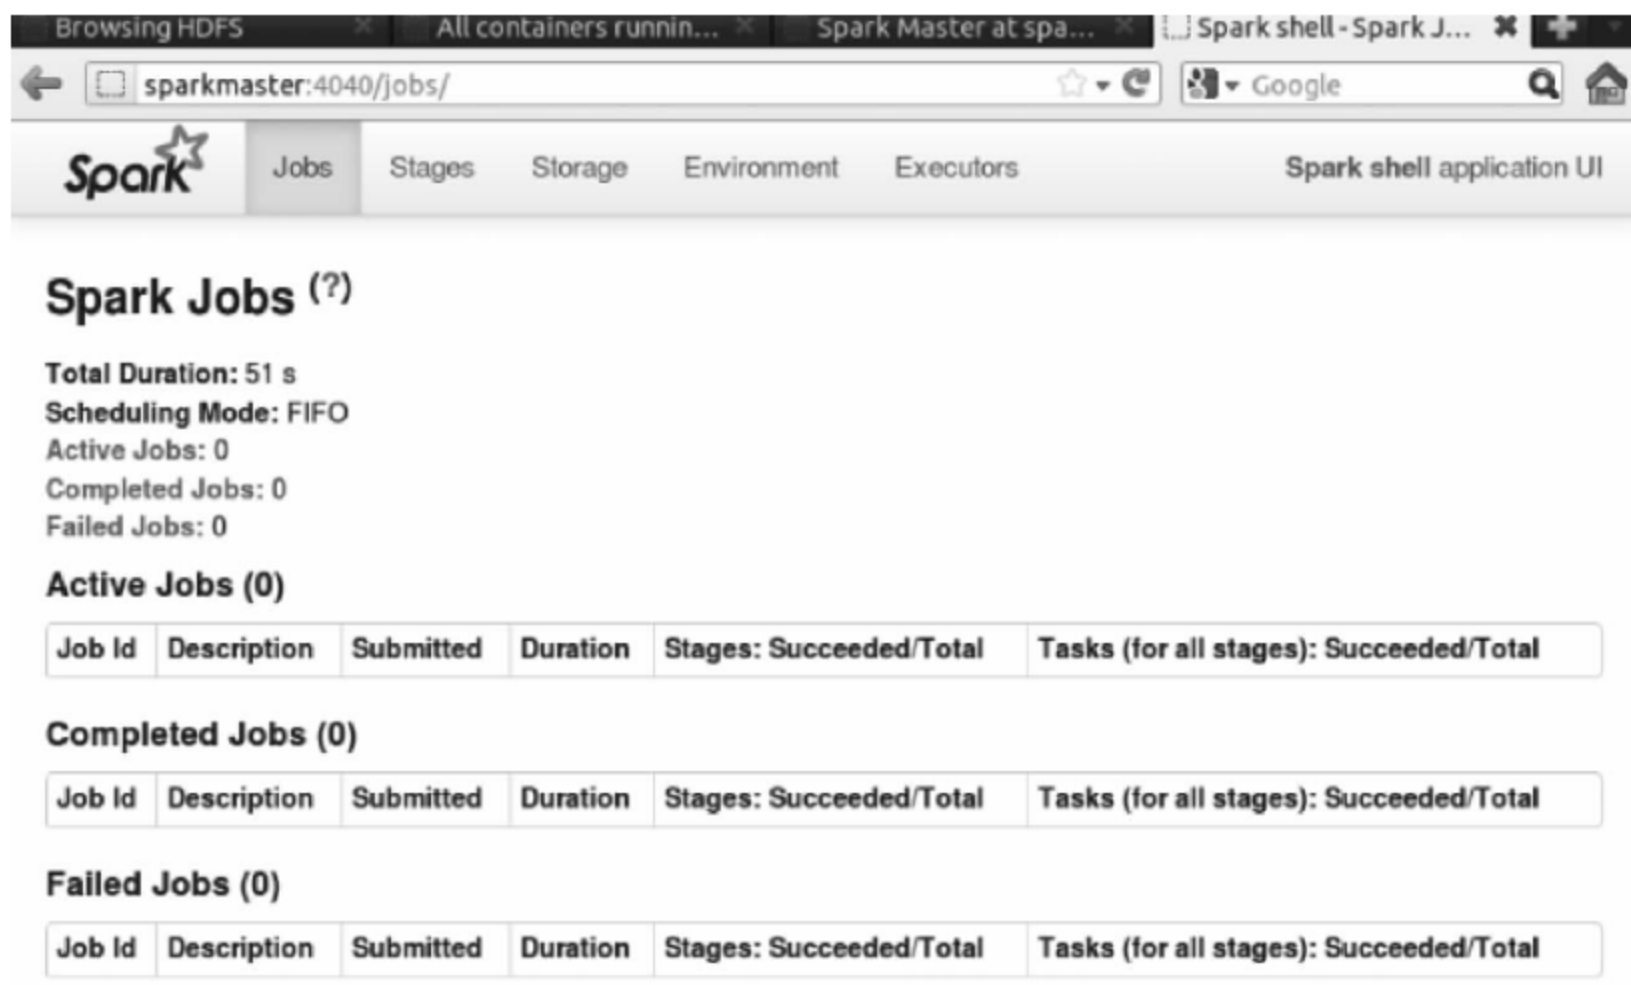 Browsing HDFS All containers runnin... Spark Master at spa... Spark shell - Spark J...
sparkmaster:4040/jobs/ Google
Spark Jobs Stages Storage Environment Executors Spark shell application UI
Spark Jobs (?)
Total Duration: 51 s
Scheduling Mode: FIFO
Active Jobs: 0
Completed Jobs: 0
Failed Jobs: 0
Active Jobs (0)
Job Id Description Submitted Duration Stages: Succeeded/Total Tasks (for all stages): Succeeded/Total
Completed Jobs (0)
Job Id Description Submitted Duration Stages: Succeeded/Total Tasks (for all stages): Succeeded/Total
Failed Jobs (0)
Job Id Description Submitted Duration Stages: Succeeded/Total Tasks (for all stages): Succeeded/Total